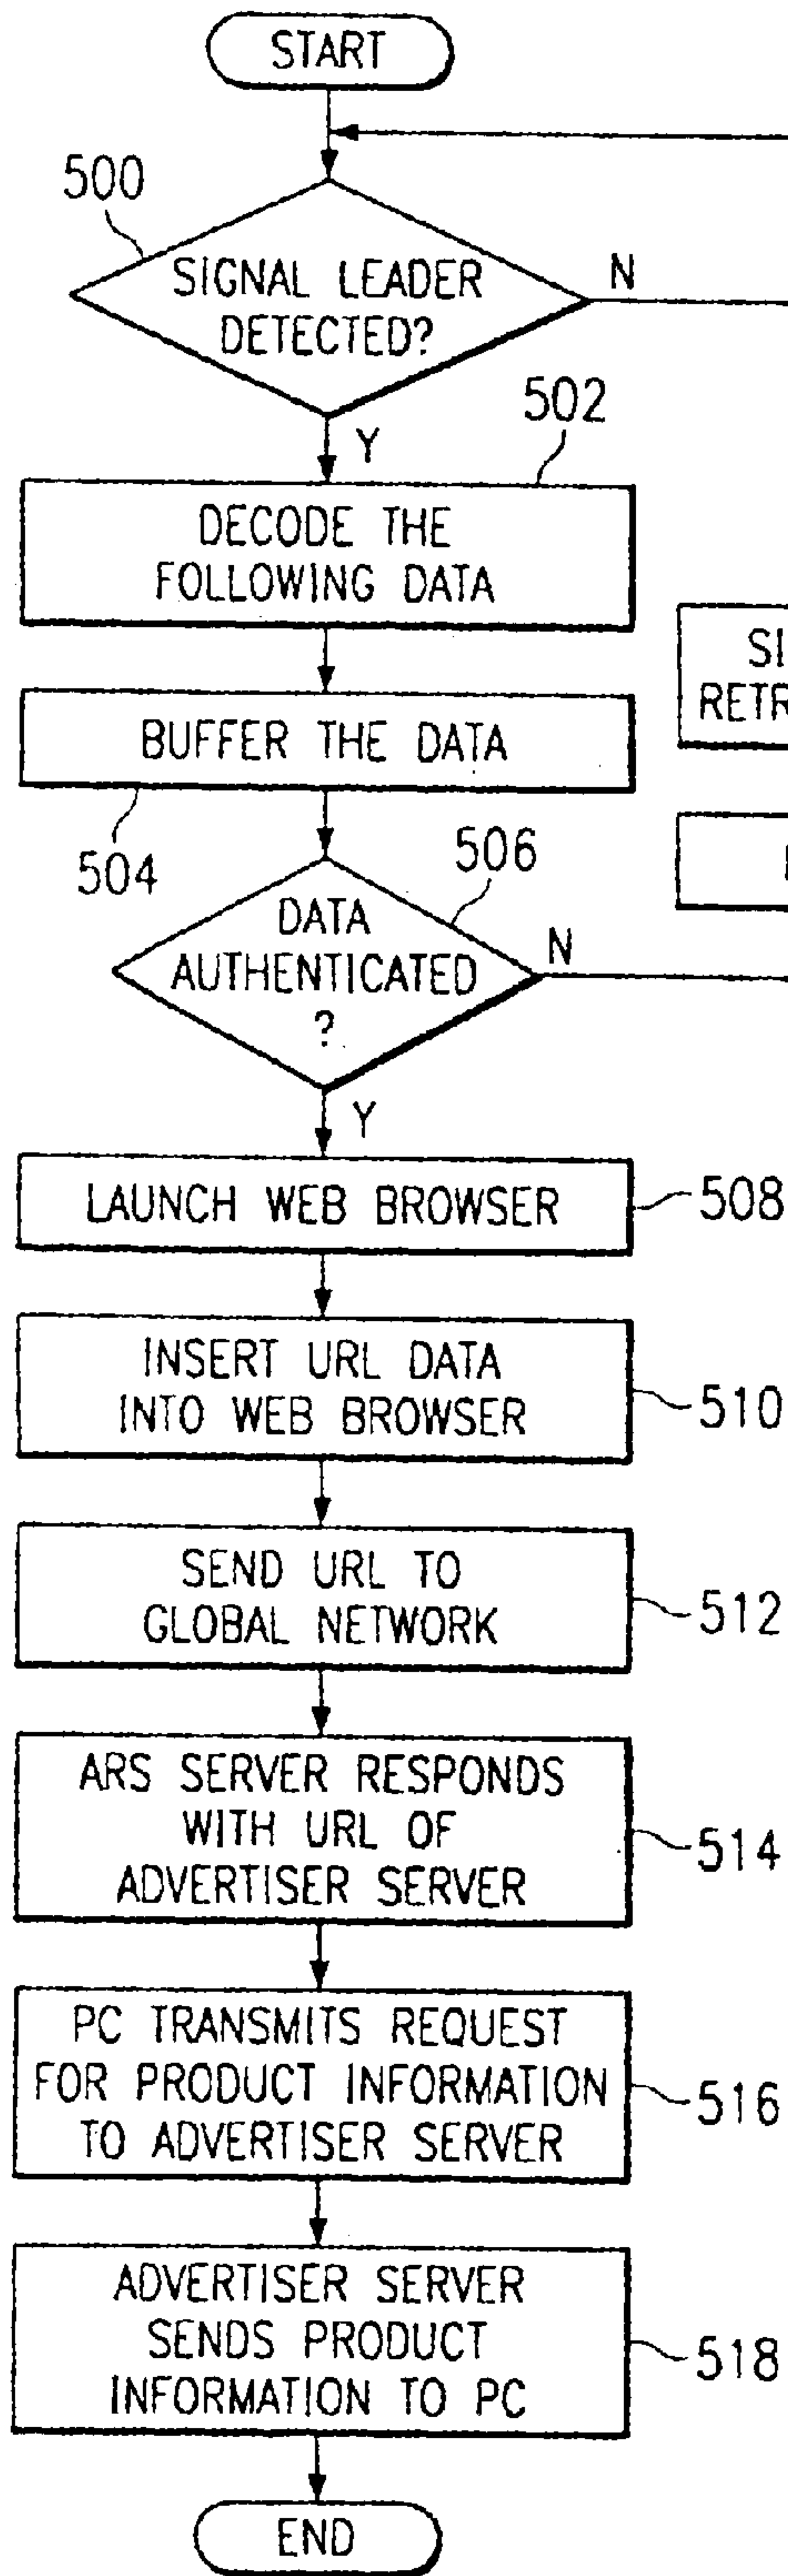 START
500
SIGNAL LEADER
DETECTED?
N
Y
502
DECODE THE
FOLLOWING DATA
BUFFER THE DATA
504
506
DATA
AUTHENTICATED
?
N
Y
LAUNCH WEB BROWSER
508
INSERT URL DATA
INTO WEB BROWSER
510
SEND URL TO
GLOBAL NETWORK
512
ARS SERVER RESPONDS
WITH URL OF
ADVERTISER SERVER
514
PC TRANSMITS REQUEST
FOR PRODUCT INFORMATION
TO ADVERTISER SERVER
516
ADVERTISER SERVER
SENDS PRODUCT
INFORMATION TO PC
518
END
SI
RETR